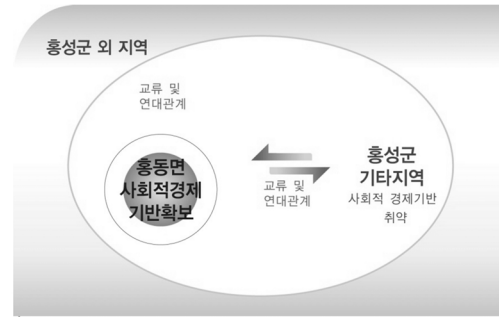 홍성군 외 지역
교류 및
연대관계
홍동면
사회적경제
기반확보
교류 및
연대관계
홍성군
기타지역
사회적 경제기반
취약